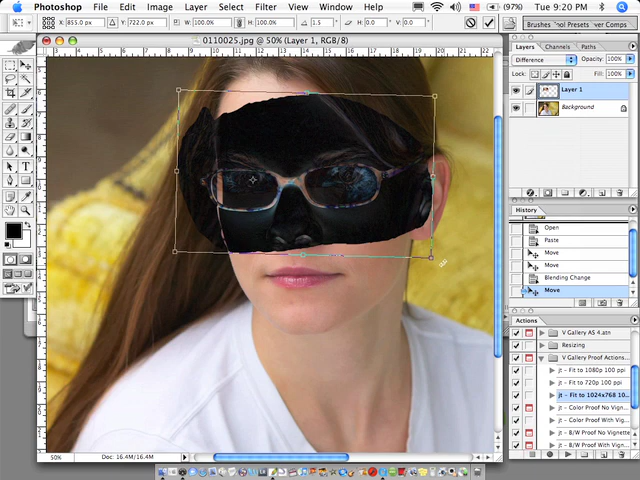 Photoshop File Edit Image Layer Select Filter View Window Help (97%) Tue 9:20 PM
X: 855.0 px Y: 722.0 px W: 100.0% H: 100.0% 1.5 H: 0.0 V: 0.0 Brushes Tool Presets yer Comps
0110025.jpg @ 50% (Layer 1, RGB/8)
Layers Channels Paths
Difference Opacity: 100%
Lock: Fill: 100%
Layer 1
Background
History
Open
Paste
Move
Move
Blending Change
Move
Actions
V Gallery AS 4.atn
Resizing
V Gallery Proof Actions...
jt - Fit to 1080p 100 ppi
jt - Fit to 720p 100 ppi
jt - Fit to 1024x768 10...
jt - Color Proof No Vign...
jt - Color Proof With Vig...
jt - B/W Proof No Vignette
jt - B/W Proof With Vign...
50% Doc: 16.4M/16.4M